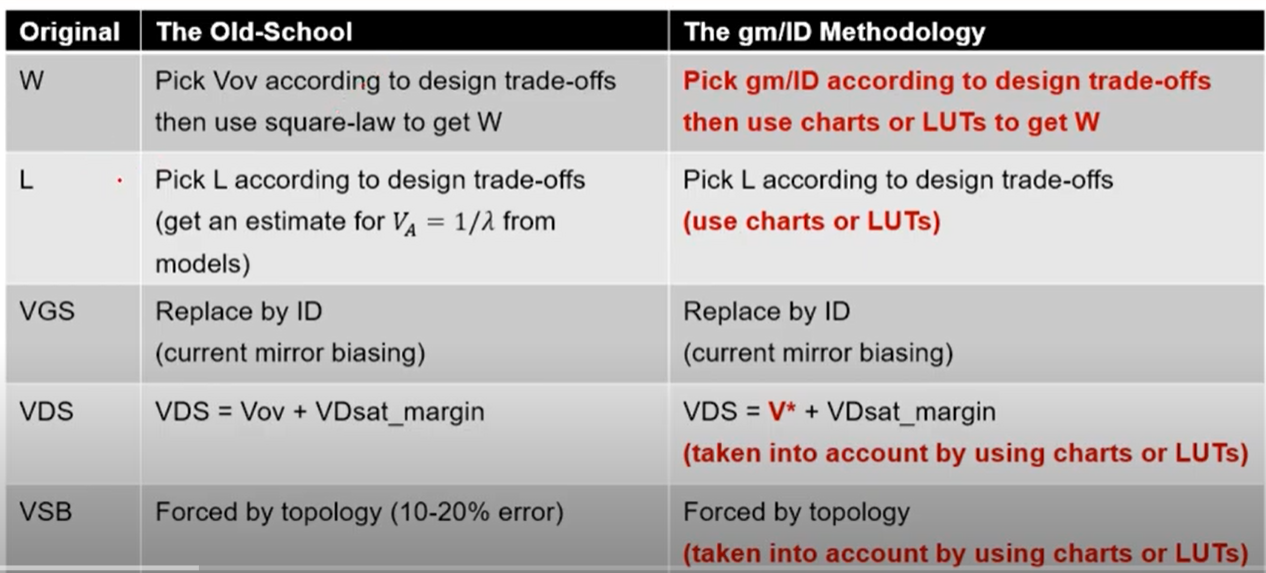 Original The Old-School The gm/ID Methodology
W Pick Vov according to design trade-offs Pick gm/ID according to design trade-offs
then use square-law to get W then use charts or LUTs to get W
L Pick L according to design trade-offs Pick L according to design trade-offs
(get an estimate for V_A = 1/λ from (use charts or LUTs)
models)
VGS Replace by ID Replace by ID
(current mirror biasing) (current mirror biasing)
VDS VDS = Vov + VDsat_margin VDS = V* + VDsat_margin
(taken into account by using charts or LUTs)
VSB Forced by topology (10-20% error) Forced by topology
(taken into account by using charts or LUTs)